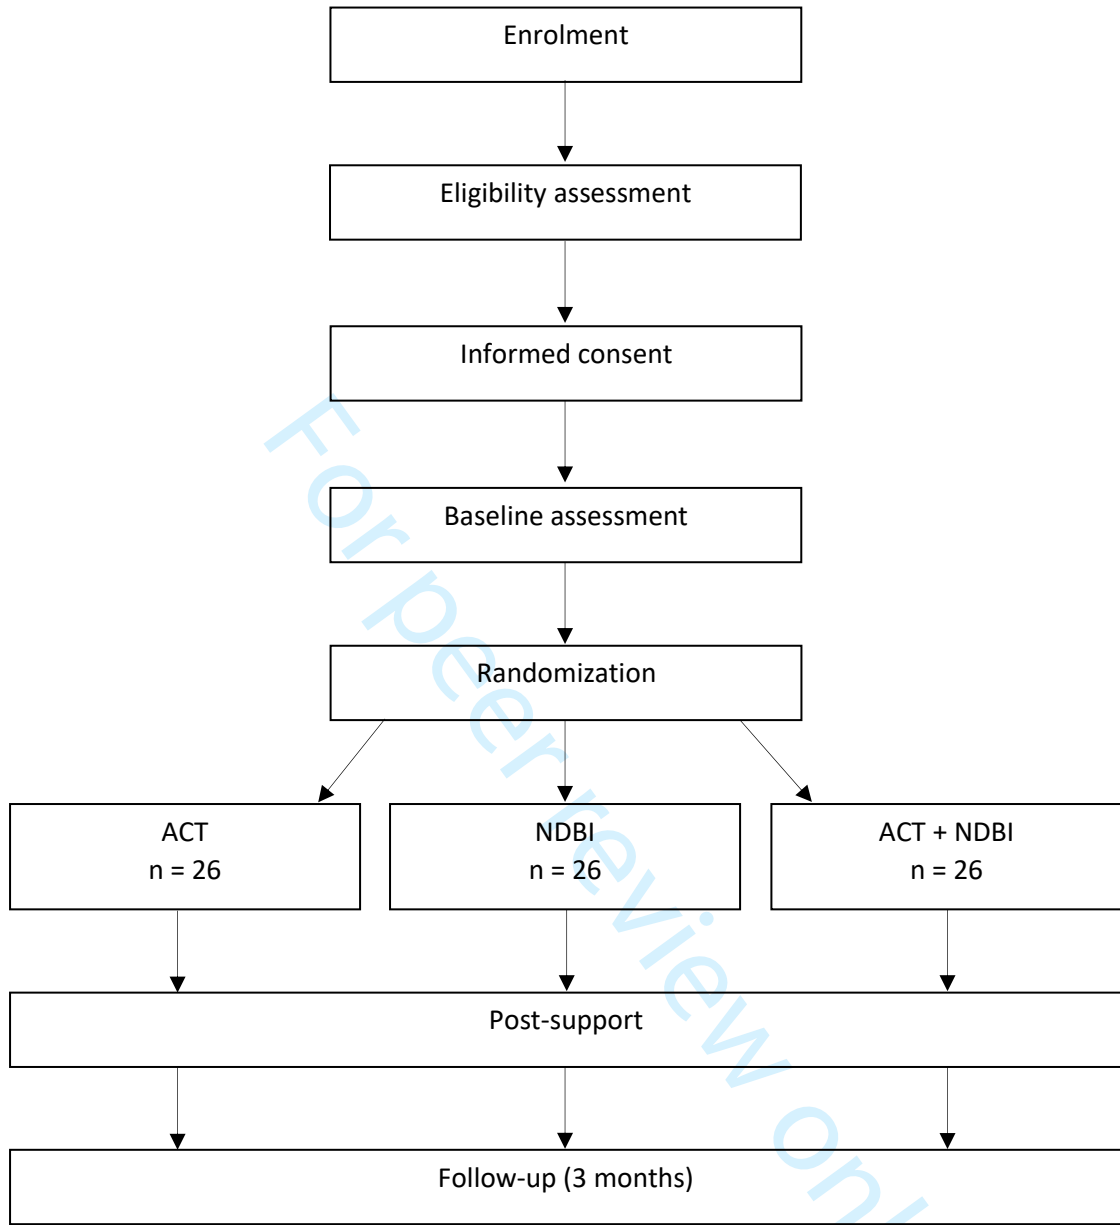 Enrolment
Eligibility assessment
Informed consent
Baseline assessment
Randomization
ACT
n = 26
NDBI
n = 26
ACT + NDBI
n = 26
Post-support
Follow-up (3 months)
For peer review onl